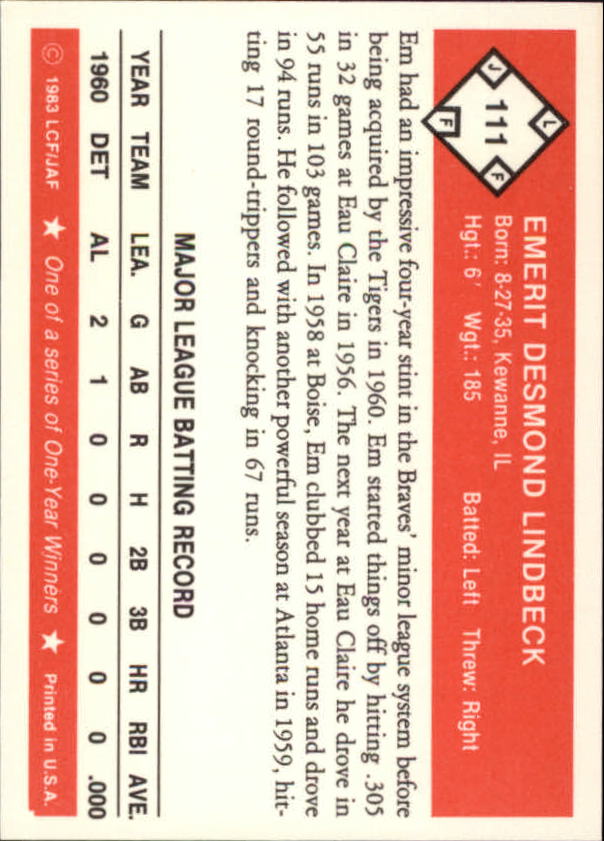 L
J 111 F
F
EMERIT DESMOND LINDBECK
Born: 8-27-35, Kewanne, IL
Hgt.: 6' Wgt.: 185 Batted: Left Threw: Right
Em had an impressive four-year stint in the Braves' minor league system before
being acquired by the Tigers in 1960. Em started things off by hitting .305
in 32 games at Eau Claire in 1956. The next year at Eau Claire he drove in
55 runs in 103 games. In 1958 at Boise, Em clubbed 15 home runs and drove
in 94 runs. He followed with another powerful season at Atlanta in 1959, hit-
ting 17 round-trippers and knocking in 67 runs.
MAJOR LEAGUE BATTING RECORD
YEAR TEAM LEA. G AB R H 2B 3B HR RBI AVE.
1960 DET AL 2 1 0 0 0 0 0 0 .000
© 1983 LCF/JAF ★ One of a series of One-Year Winners ★ Printed in U.S.A.